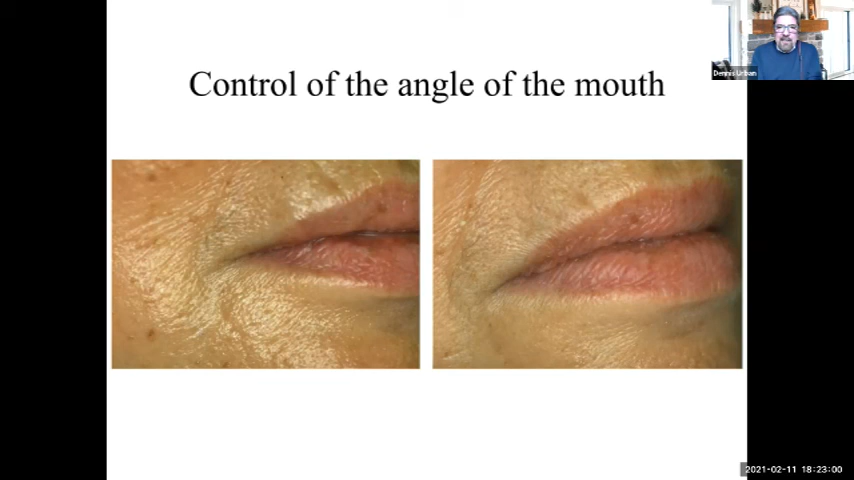 Control of the angle of the mouth
Dennis Urban
2021-02-11 18:23:00